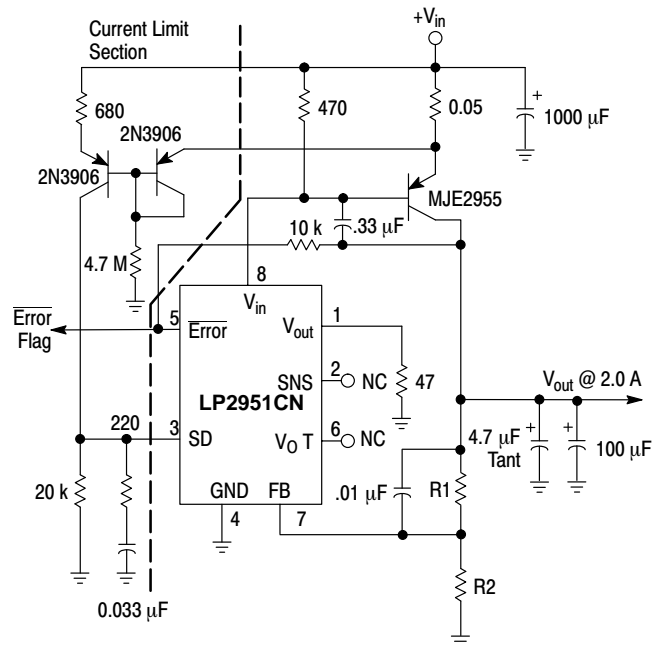 Current Limit
Section
+Vin
680
470
0.05
+
1000 µF
2N3906
2N3906
MJE2955
10 k
.33 µF
4.7 M
8
Vin
Error
Flag
5
Error
Vout
1
SNS
2
NC
47
LP2951CN
Vout @ 2.0 A
220
3
SD
VO T
6
NC
4.7 µF
Tant
+
+
100 µF
20 k
GND
FB
.01 µF
R1
4
7
R2
0.033 µF